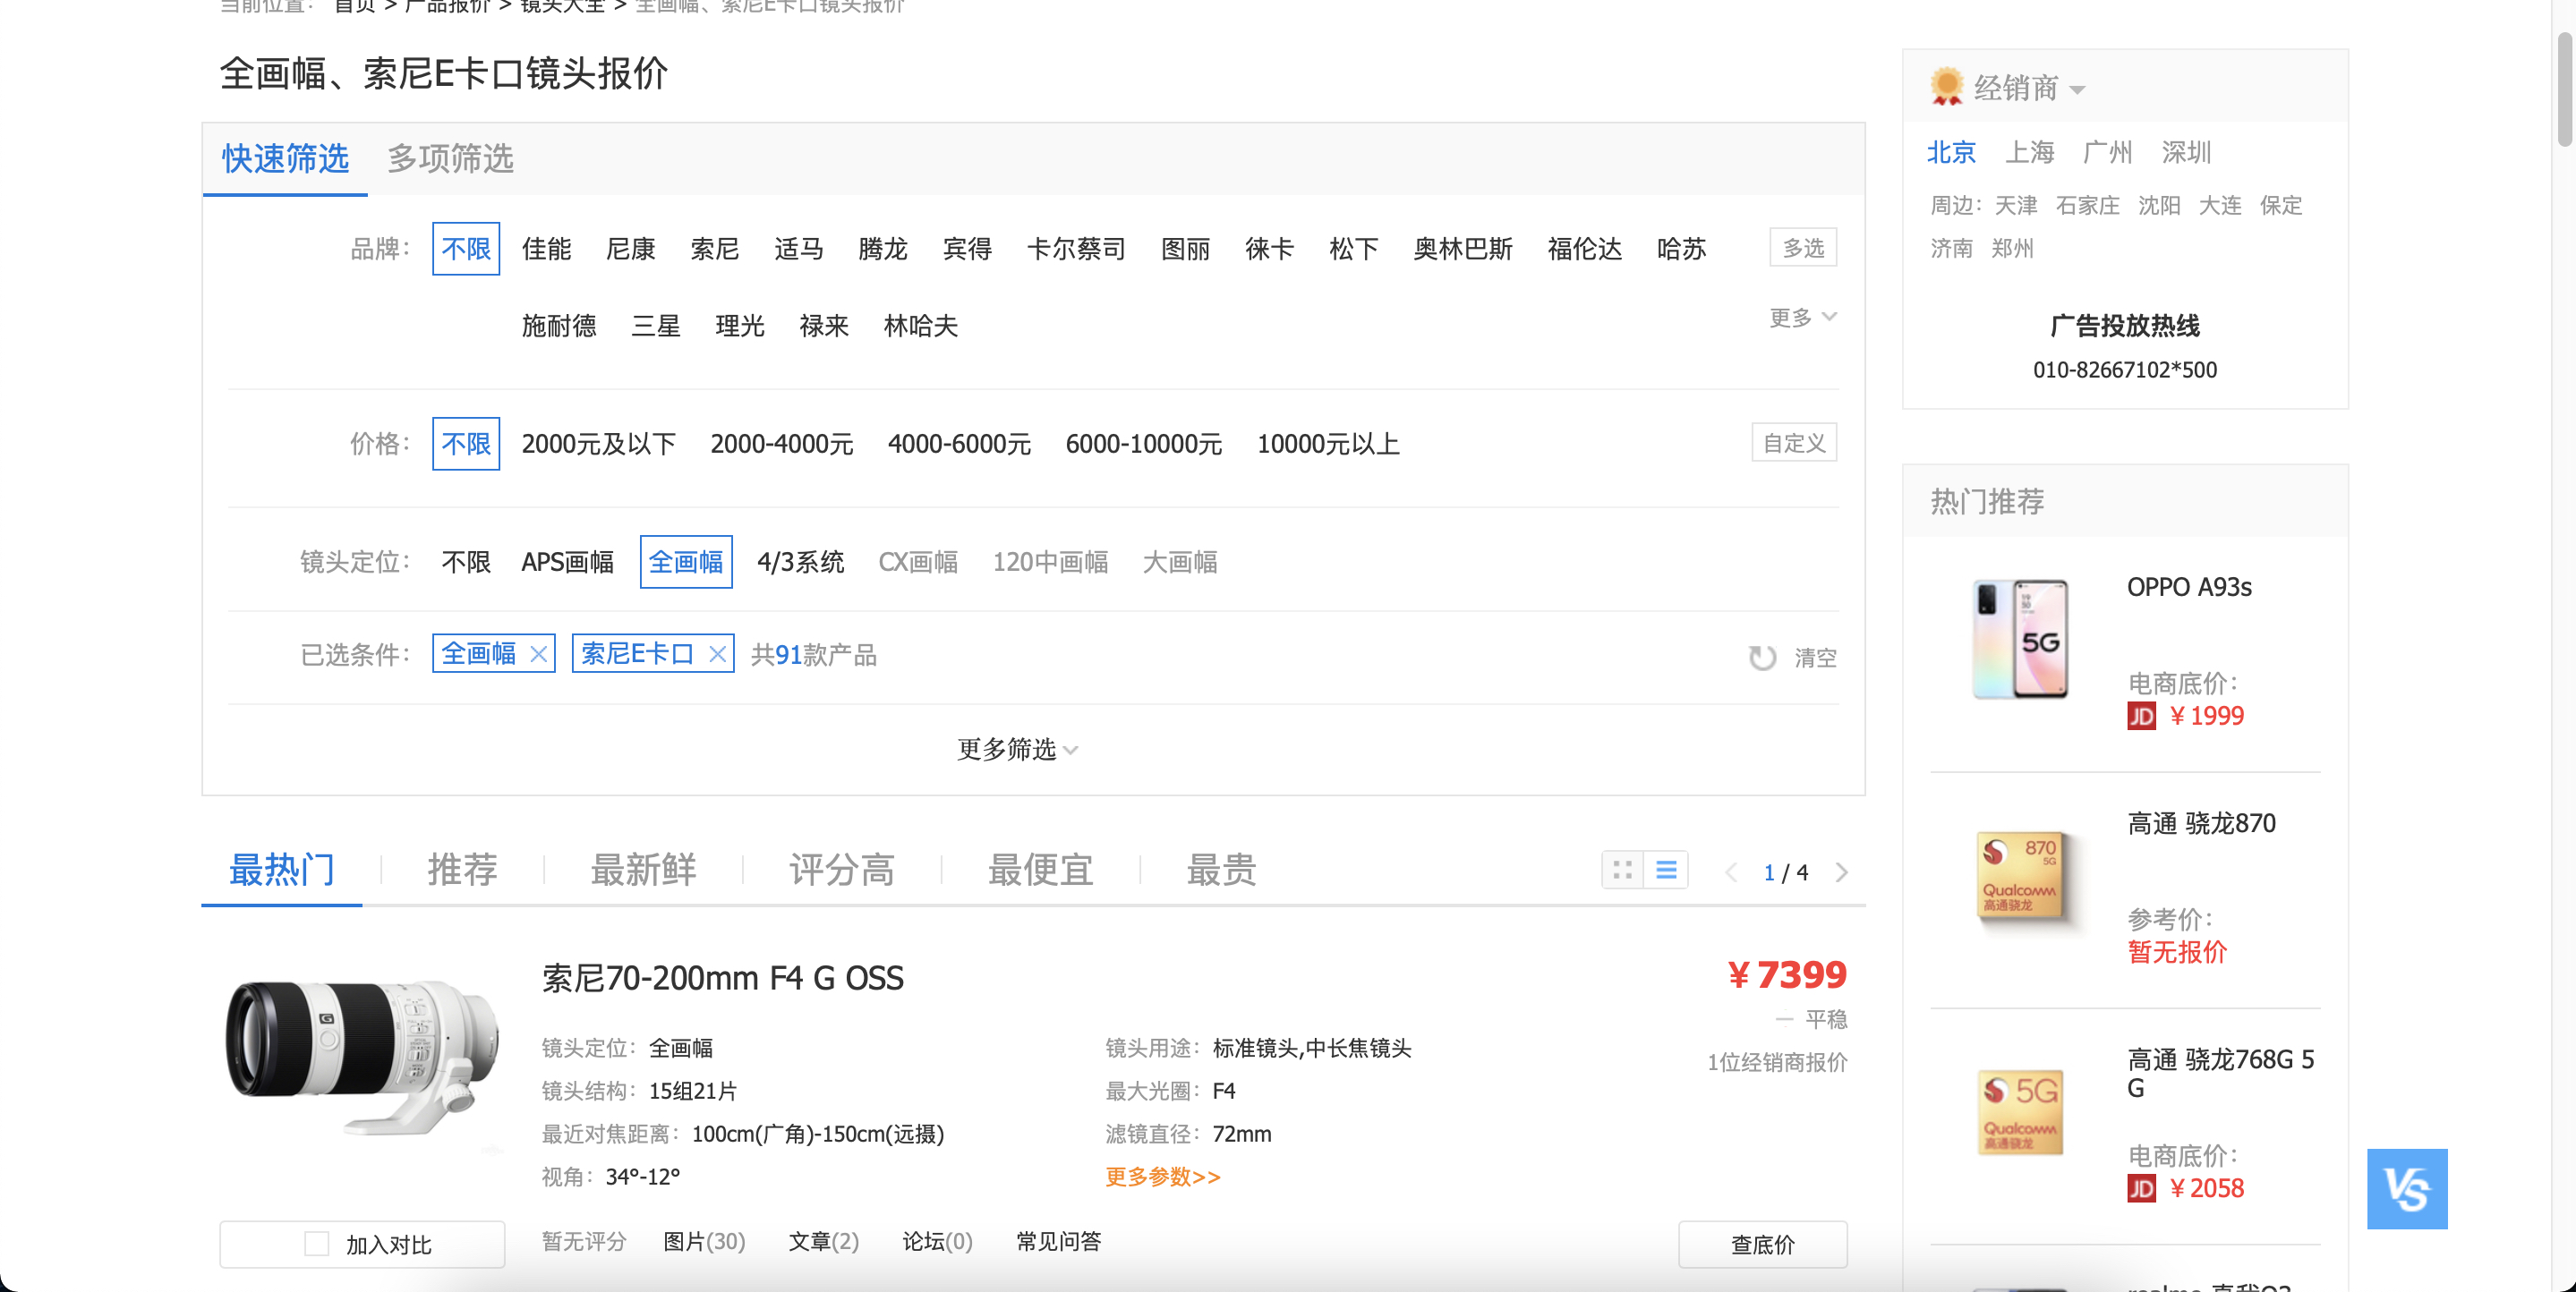 当前位置： 首页 > 产品报价 > 镜头大全 > 全画幅、索尼E卡口镜头报价
全画幅、索尼E卡口镜头报价
快速筛选 多项筛选
品牌： 不限 佳能 尼康 索尼 适马 腾龙 宾得 卡尔蔡司 图丽 徕卡 松下 奥林巴斯 福伦达 哈苏 多选
施耐德 三星 理光 禄来 林哈夫 更多
价格： 不限 2000元及以下 2000-4000元 4000-6000元 6000-10000元 10000元以上 自定义
镜头定位： 不限 APS画幅 全画幅 4/3系统 CX画幅 120中画幅 大画幅
已选条件： 全画幅 × 索尼E卡口 × 共91款产品 清空
更多筛选
最热门 推荐 最新鲜 评分高 最便宜 最贵 1 / 4
索尼70-200mm F4 G OSS ￥7399
平稳
镜头定位： 全画幅 镜头用途： 标准镜头,中长焦镜头 1位经销商报价
镜头结构： 15组21片 最大光圈： F4
最近对焦距离： 100cm(广角)-150cm(远摄) 滤镜直径： 72mm
视角： 34°-12° 更多参数>>
加入对比 暂无评分 图片(30) 文章(2) 论坛(0) 常见问答 查底价
经销商
北京 上海 广州 深圳
周边： 天津 石家庄 沈阳 大连 保定
济南 郑州
广告投放热线
010-82667102*500
热门推荐
OPPO A93s
5G
电商底价：
JD ￥1999
高通 骁龙870
870
5G
Qualcomm
高通骁龙
参考价：
暂无报价
高通 骁龙768G 5
G
5G
Qualcomm
高通骁龙
电商底价：
JD ￥2058
VS